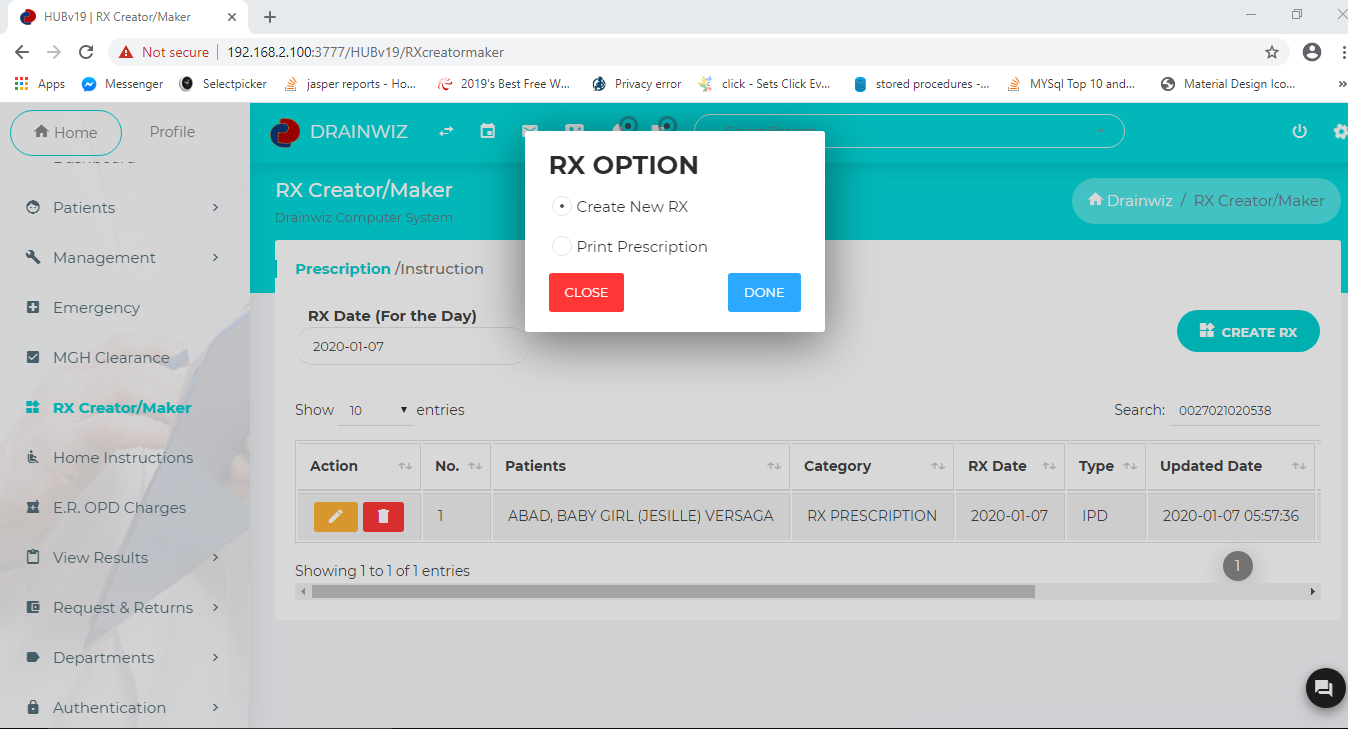 HUBv19 | RX Creator/Maker
Not secure | 192.168.2.100:3777/HUBv19/RXcreatormaker
Apps Messenger Selectpicker jasper reports - Ho... 2019's Best Free W... Privacy error click - Sets Click Ev... stored procedures -... MYSql Top 10 and... Material Design Ico... »
Home Profile
DRAINWIZ
Dashboard
Patients
Management
Emergency
MGH Clearance
RX Creator/Maker
Home Instructions
E.R. OPD Charges
View Results
Request & Returns
Departments
Authentication
RX Creator/Maker
Drainwiz Computer System
Drainwiz / RX Creator/Maker
RX OPTION
Create New RX
Print Prescription
CLOSE DONE
Prescription /Instruction
RX Date (For the Day)
2020-01-07
CREATE RX
Show 10 entries
Search: 0027021020538
Action No. Patients Category RX Date Type Updated Date
1 ABAD, BABY GIRL (JESILLE) VERSAGA RX PRESCRIPTION 2020-01-07 IPD 2020-01-07 05:57:36
Showing 1 to 1 of 1 entries
1